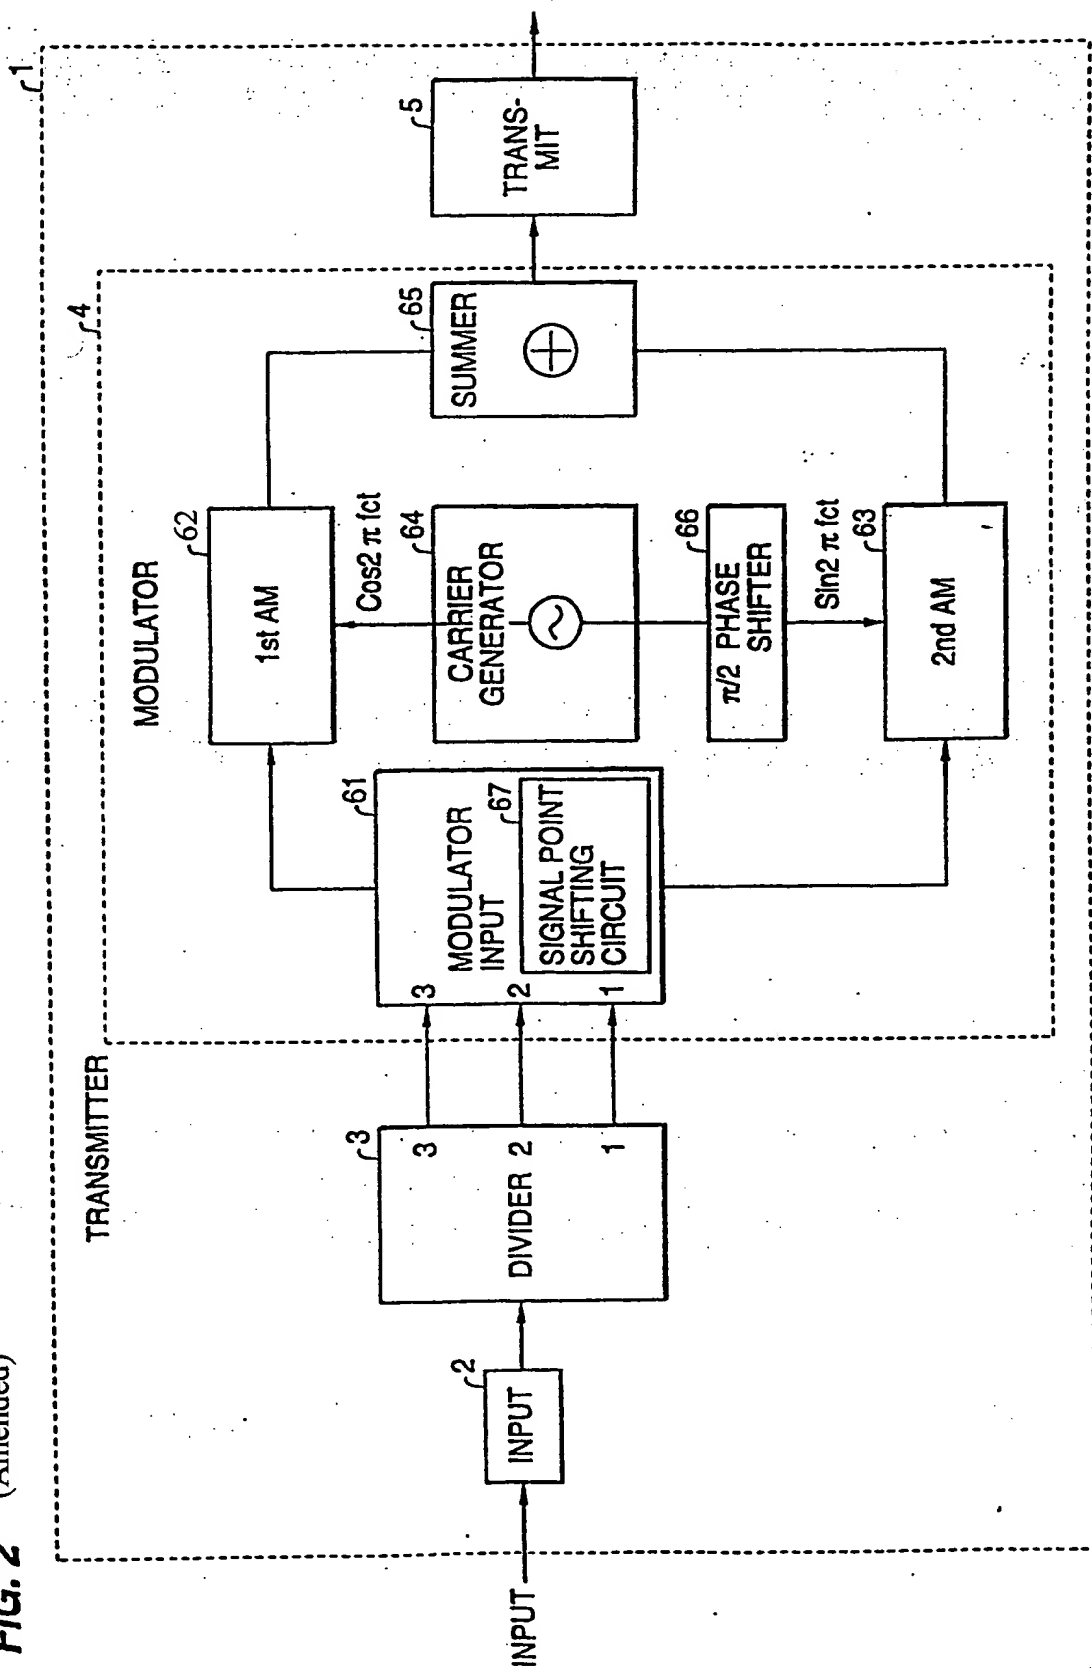 FIG. 2 (Amended)
1
TRANSMITTER
4
MODULATOR
INPUT
2
INPUT
3
DIVIDER
3
2
1
61
3
2
1
MODULATOR
INPUT
67
SIGNAL POINT
SHIFTING
CIRCUIT
62
1st AM
Cos2 π fct
64
CARRIER
GENERATOR
66
π/2 PHASE
SHIFTER
Sin2 π fct
63
2nd AM
65
SUMMER
5
TRANS-
MIT